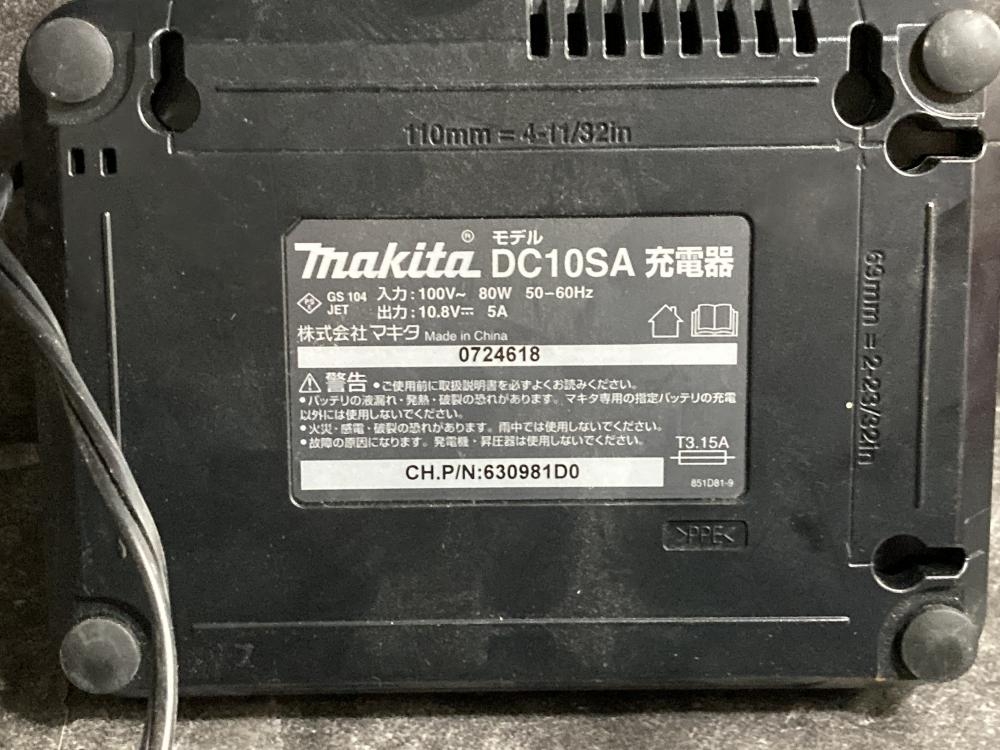 110mm = 4-11/32in
makita® モデル DC10SA 充電器
PSE GS 104 JET
入力:100V~ 80W 50-60Hz
出力:10.8V⎓ 5A
株式会社マキタ Made in China
0724618
⚠警告 ●ご使用前に取扱説明書を必ずよくお読みください。
●バッテリの液漏れ・発熱・破裂の恐れがあります。マキタ専用の指定バッテリの充電
以外には使用しないでください。
●火災・感電・破裂の恐れがあります。雨中では使用しないでください。
●故障の原因になります。発電機・昇圧器は使用しないでください。
T3.15A
CH.P/N:630981D0
851D81-9
69mm = 2-23/32in
>PPE<